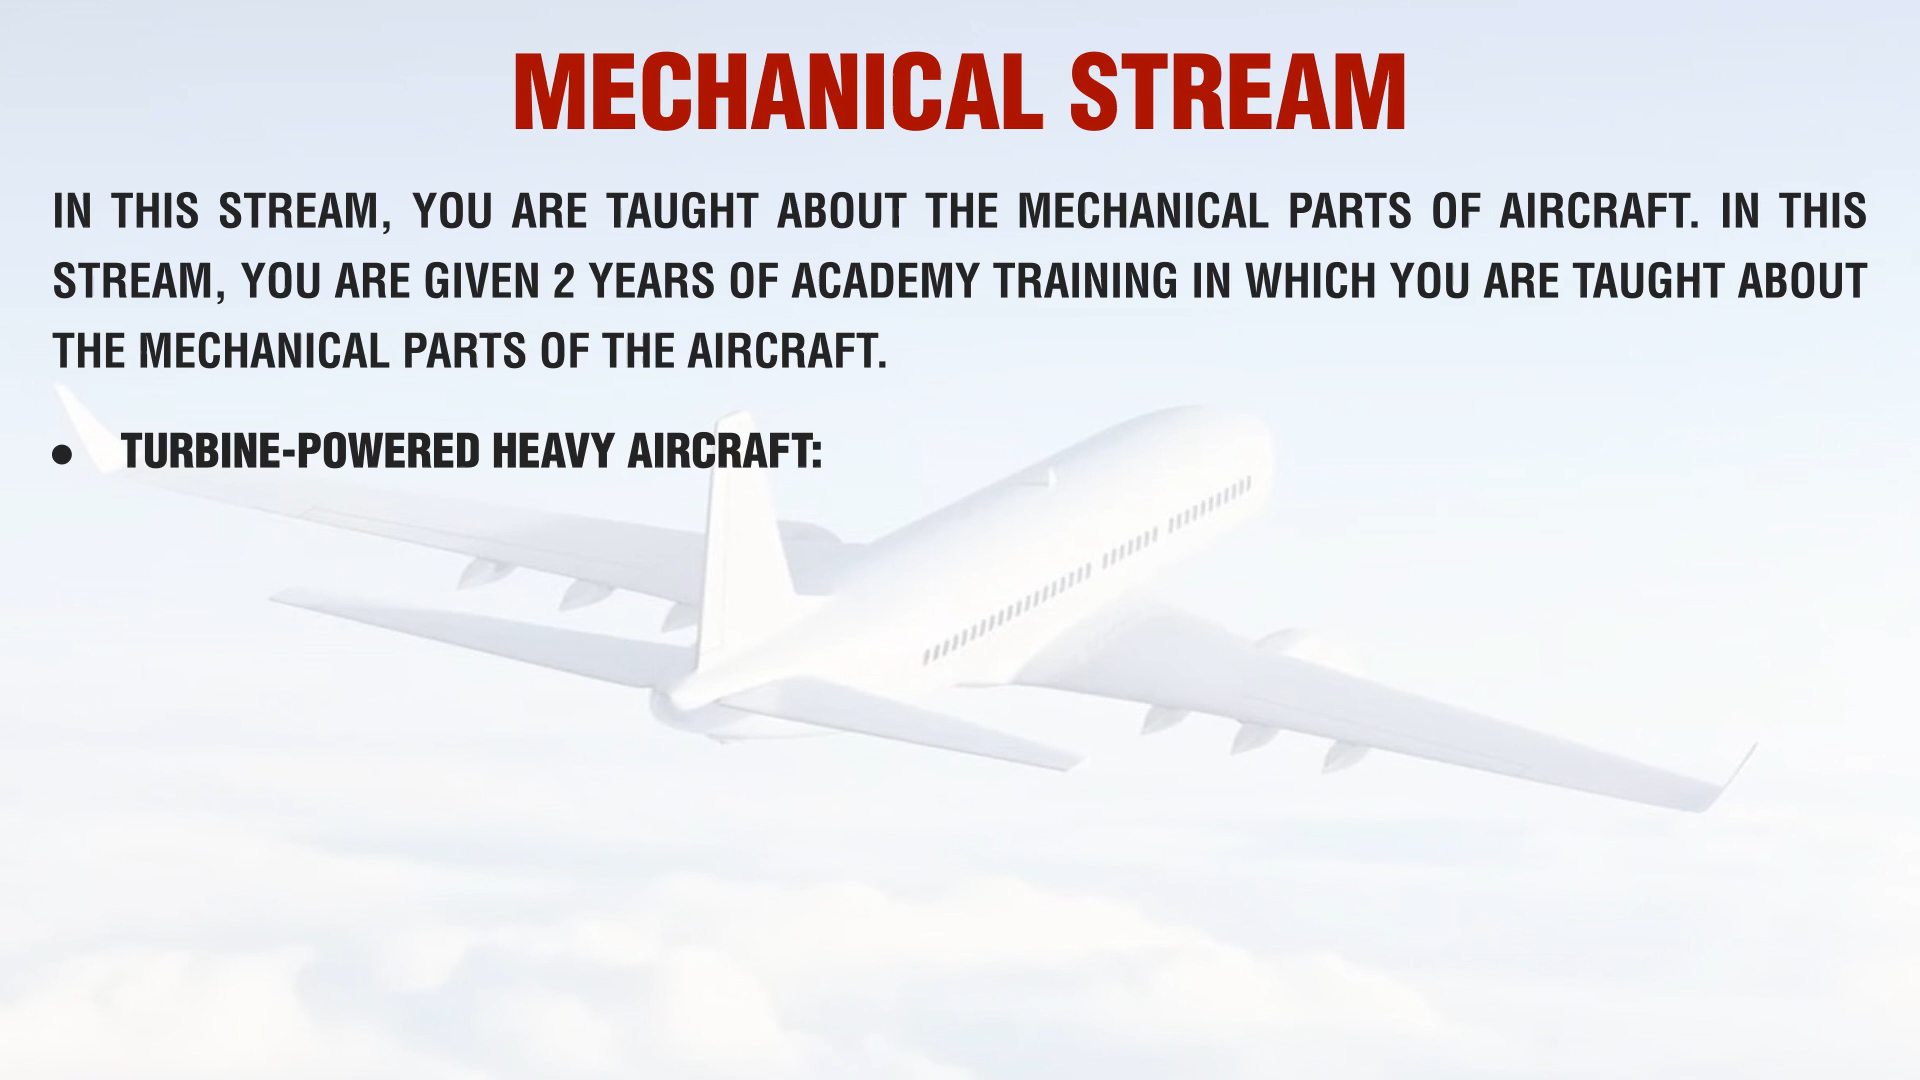 MECHANICAL STREAM
IN THIS STREAM, YOU ARE TAUGHT ABOUT THE MECHANICAL PARTS OF AIRCRAFT. IN THIS
STREAM, YOU ARE GIVEN 2 YEARS OF ACADEMY TRAINING IN WHICH YOU ARE TAUGHT ABOUT
THE MECHANICAL PARTS OF THE AIRCRAFT.
• TURBINE-POWERED HEAVY AIRCRAFT: